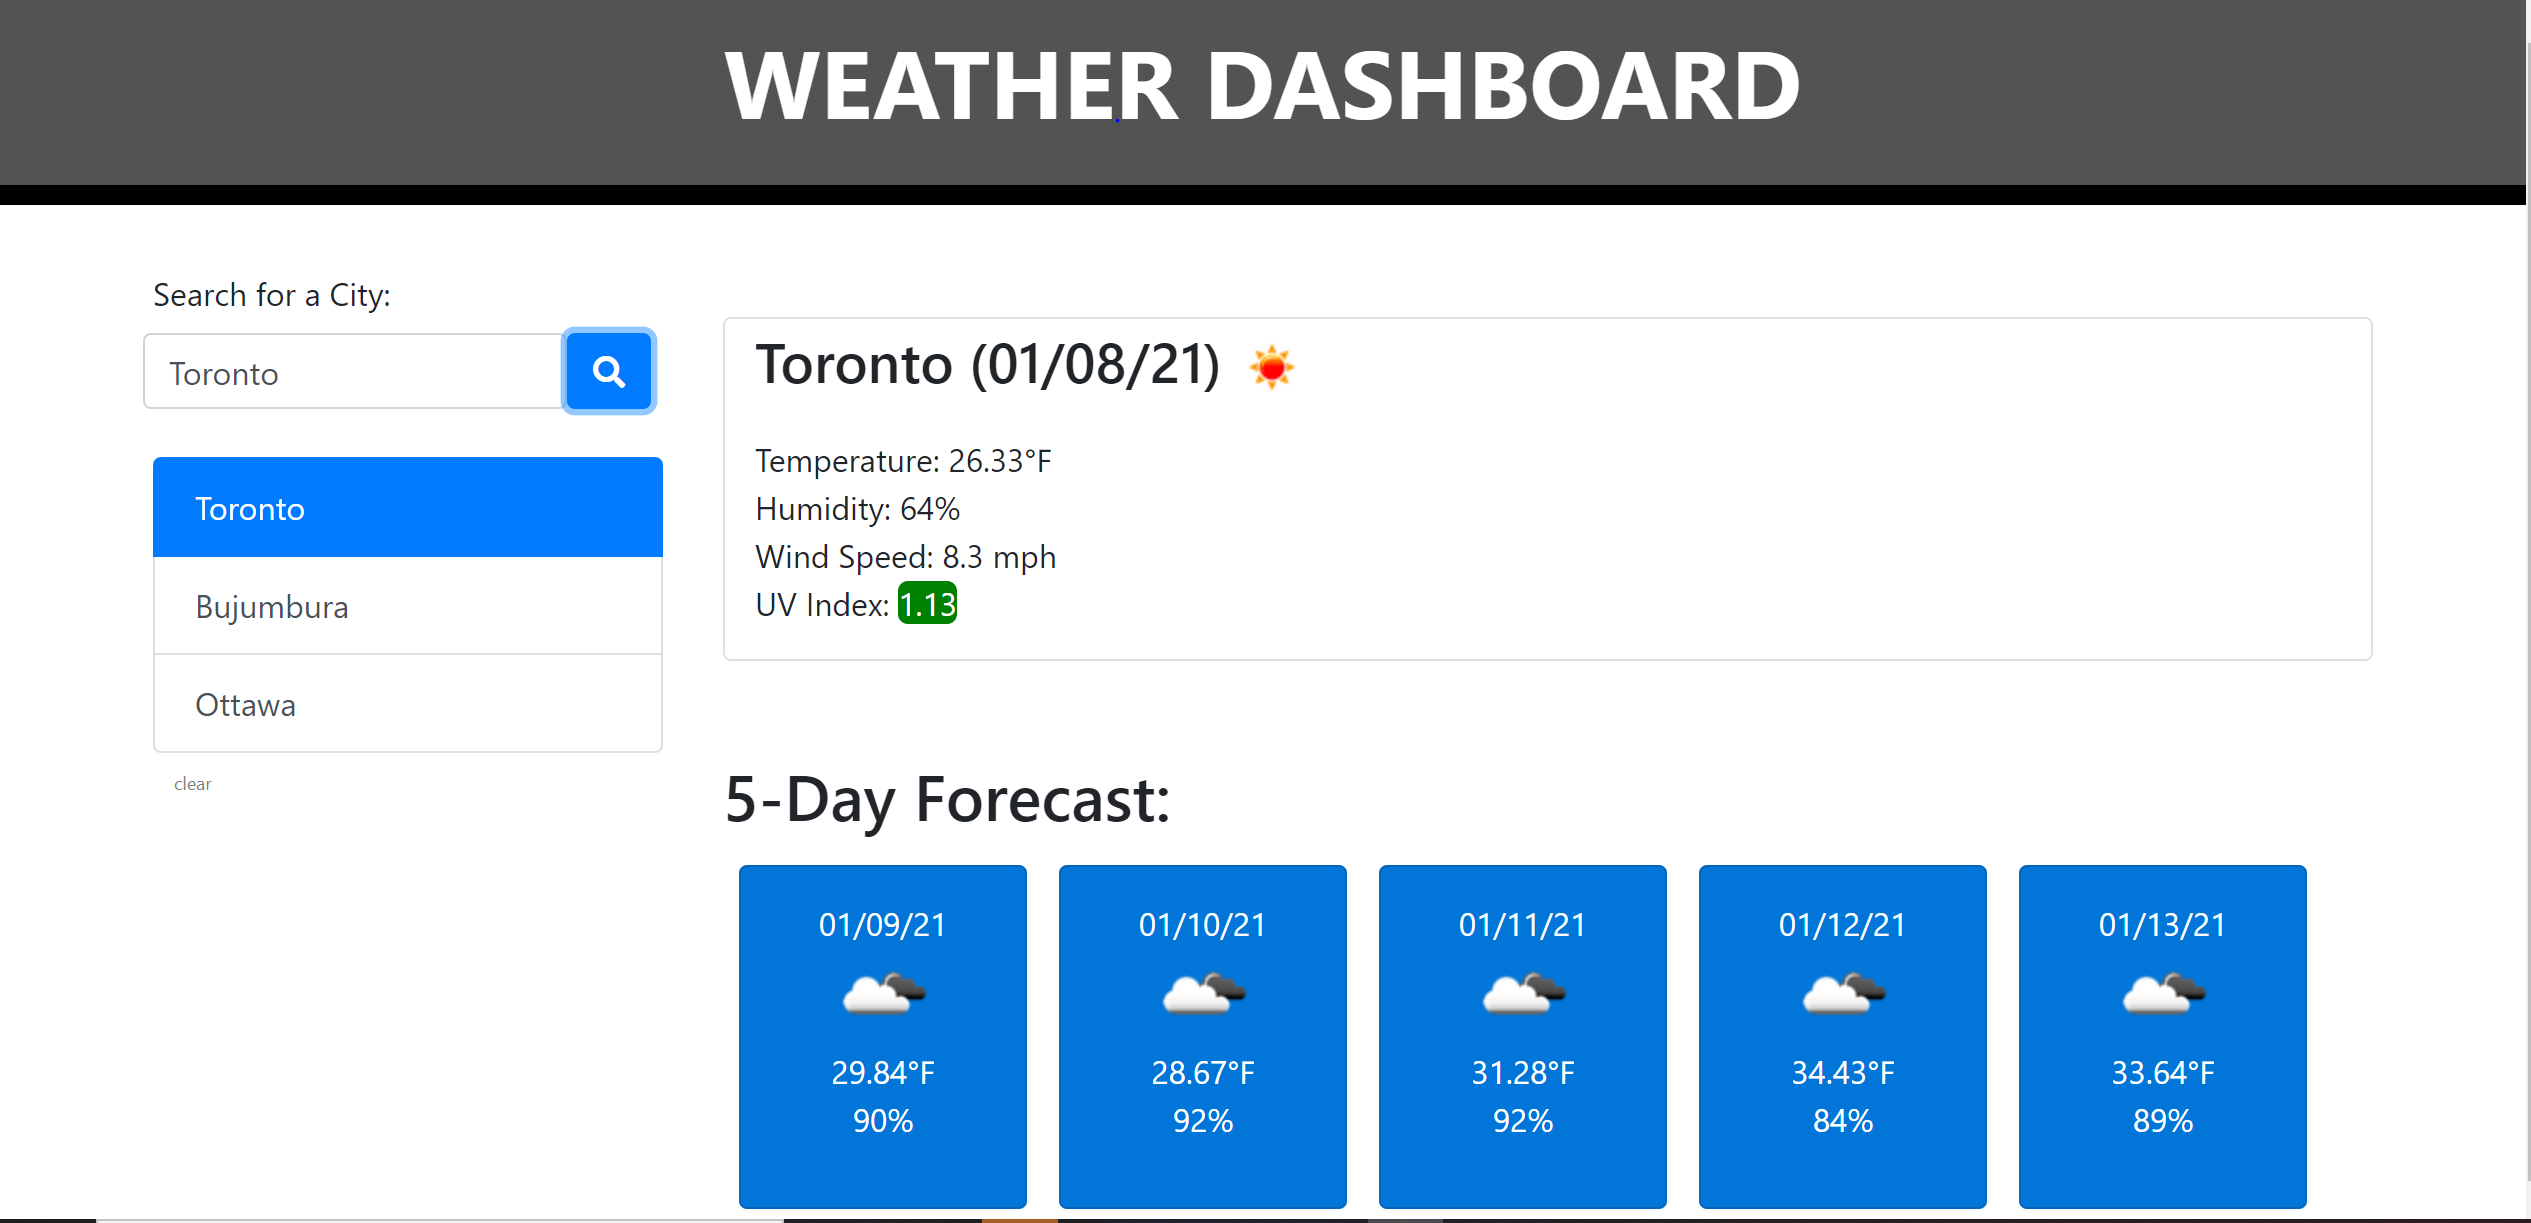 WEATHER DASHBOARD
Search for a City:
Toronto
Toronto
Bujumbura
Ottawa
clear
Toronto (01/08/21)
Temperature: 26.33°F
Humidity: 64%
Wind Speed: 8.3 mph
UV Index: 1.13
5-Day Forecast:
01/09/21
29.84°F
90%
01/10/21
28.67°F
92%
01/11/21
31.28°F
92%
01/12/21
34.43°F
84%
01/13/21
33.64°F
89%